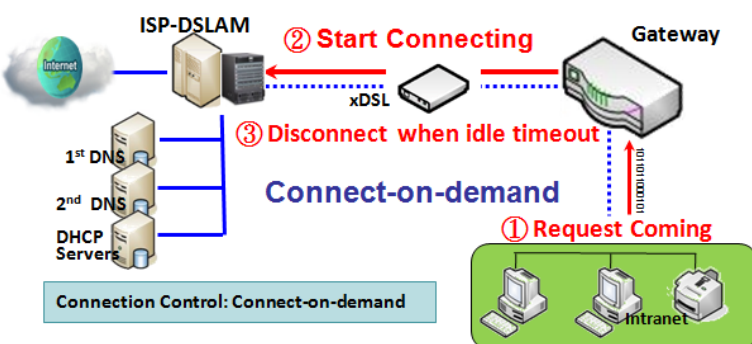 ISP-DSLAM
② Start Connecting
Gateway
Internet
xDSL
③ Disconnect when idle timeout
1st DNS
2nd DNS
DHCP
Servers
Connect-on-demand
① Request Coming
Intranet
Connection Control: Connect-on-demand